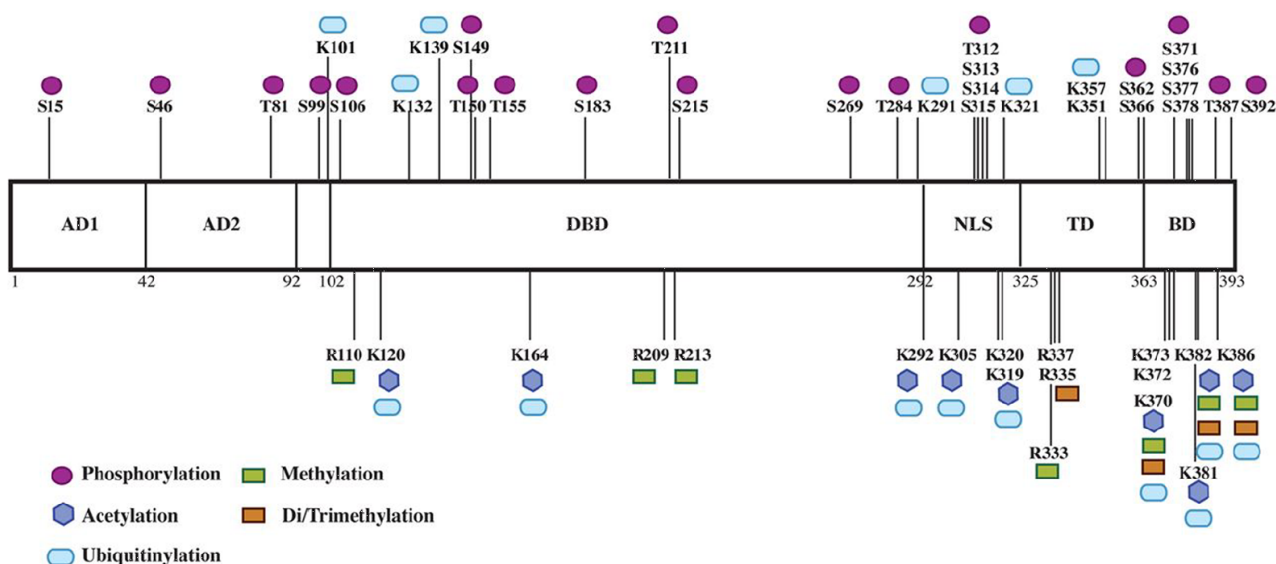 K101 K139 S149 T211 T312 S371
S313 K357 S362 S376
S314 S377
S15 S46 T81 S99 S106 K132 T150 T155 S183 S215 S269 T284 K291 S315 K321 K351 S366 S378 T387 S392
AD1 AD2 DBD NLS TD BD
1 42 92 102 292 325 363 393
R110 K120 K164 R209 R213 K292 K305 K320 R337 K373 K382 K386
K319 R335 K372
K370
R333
K381
Phosphorylation Methylation
Acetylation Di/Trimethylation
Ubiquitinylation